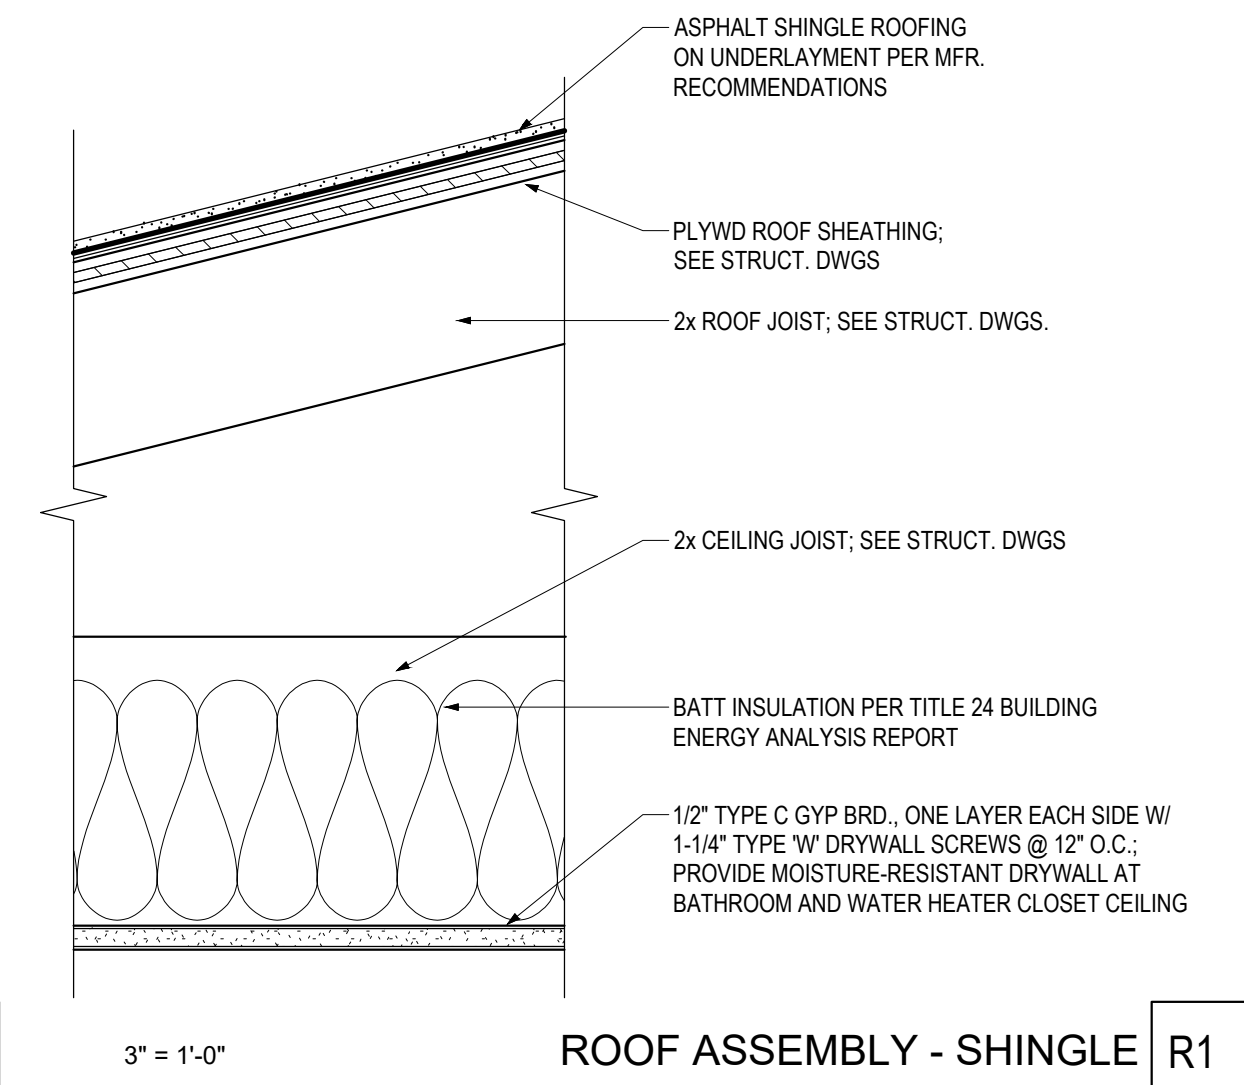 ASPHALT SHINGLE ROOFING
ON UNDERLAYMENT PER MFR.
RECOMMENDATIONS
PLYWD ROOF SHEATHING;
SEE STRUCT. DWGS
2x ROOF JOIST; SEE STRUCT. DWGS.
2x CEILING JOIST; SEE STRUCT. DWGS
BATT INSULATION PER TITLE 24 BUILDING
ENERGY ANALYSIS REPORT
1/2" TYPE C GYP BRD., ONE LAYER EACH SIDE W/
1-1/4" TYPE 'W' DRYWALL SCREWS @ 12" O.C.;
PROVIDE MOISTURE-RESISTANT DRYWALL AT
BATHROOM AND WATER HEATER CLOSET CEILING
3" = 1'-0"
ROOF ASSEMBLY - SHINGLE
R1